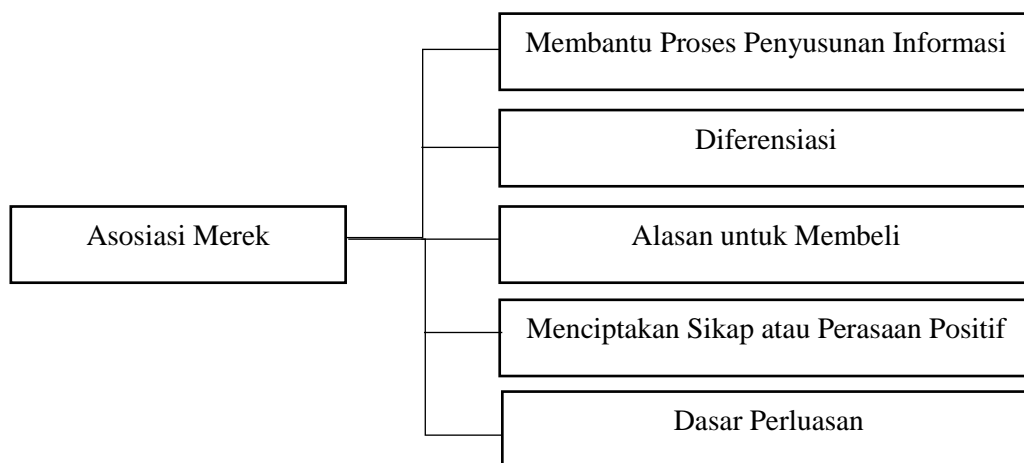 Membantu Proses Penyusunan Informasi
Diferensiasi
Asosiasi Merek
Alasan untuk Membeli
Menciptakan Sikap atau Perasaan Positif
Dasar Perluasan